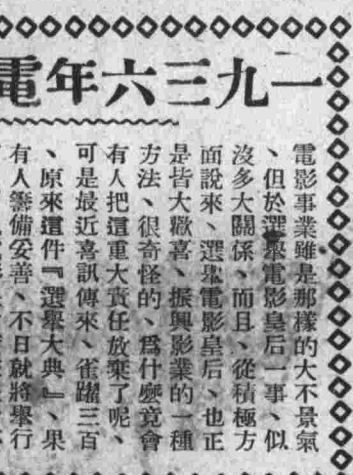 一九三六年電
電影事業雖是那樣的大不景氣
、但於選舉電影皇后一事、似
沒多大關係、而且、從積極方
面說來、選舉電影皇后、也正
是皆大歡喜、振興影業的一種
方法、很奇怪的、爲什麼竟會
有人把這重大責任放棄了呢、
可是最近喜訊傳來、雀躍三百
、原來這件『選舉大典』、果
有人籌備妥善、不日就將舉行